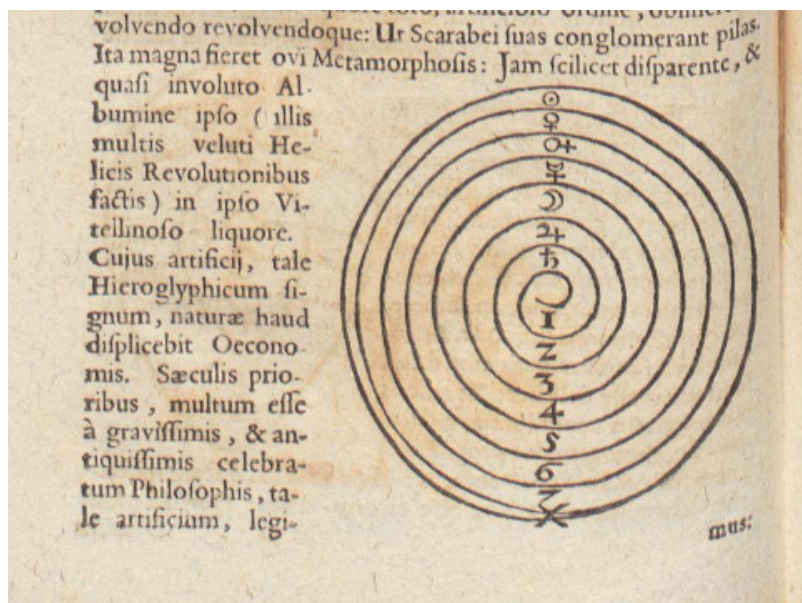 toto, artificioſo ordine,
volvendo revolvendoque: Ut Scarabei ſuas conglomerant pilas.
Ita magna fieret ovi Metamorphoſis: Jam ſcilicet diſparente, &
quaſi involuto Al-
bumine ipſo (illis
multis veluti He-
licis Revolutionibus
factis) in ipſo Vi-
tellinoſo liquore.
Cujus artificij, tale
Hieroglyphicum ſi-
gnum, naturæ haud
diſplicebit Oecono-
mis. Sæculis prio-
ribus, multum eſſe
à graviſſimis, & an-
tiquiſſimis celebra-
tum Philoſophis, ta-
le artificium, legi-
mus:
☉
♀
♂
☿
☽
♃
♄
1
2
3
4
5
6
7
X